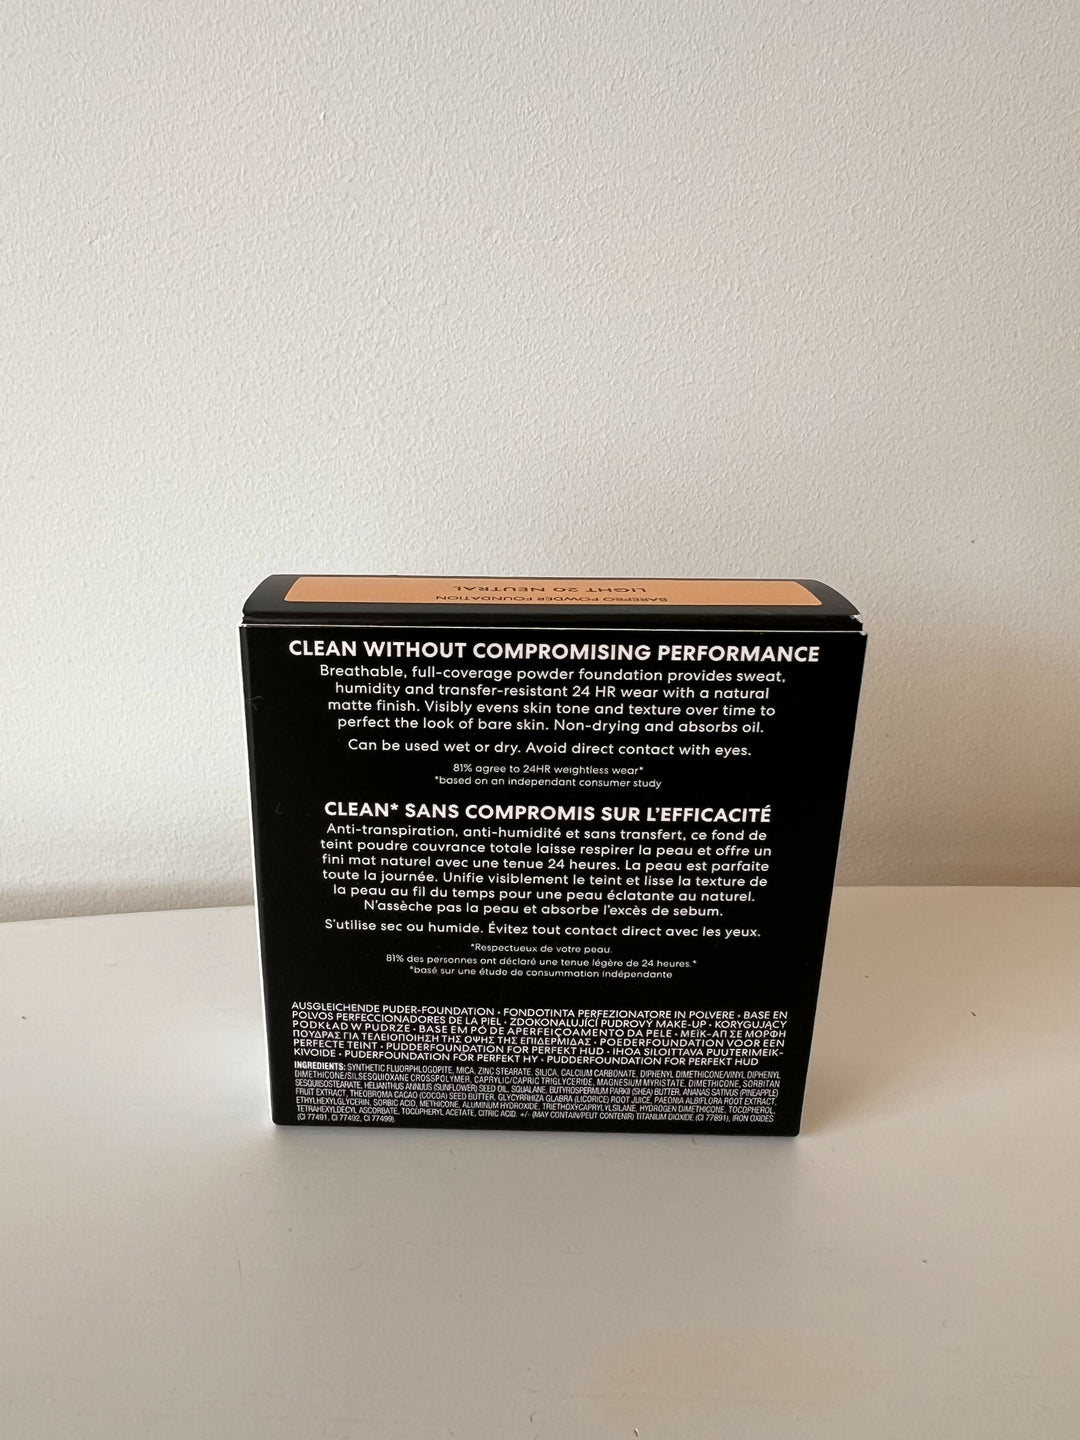 BAREPRO POWDER FOUNDATION
LIGHT 20 NEUTRAL
CLEAN WITHOUT COMPROMISING PERFORMANCE
Breathable, full-coverage powder foundation provides sweat,
humidity and transfer-resistant 24 HR wear with a natural
matte finish. Visibly evens skin tone and texture over time to
perfect the look of bare skin. Non-drying and absorbs oil.
Can be used wet or dry. Avoid direct contact with eyes.
81% agree to 24HR weightless wear*
*based on an independant consumer study
CLEAN* SANS COMPROMIS SUR L'EFFICACITÉ
Anti-transpiration, anti-humidité et sans transfert, ce fond de
teint poudre couvrance totale laisse respirer la peau et offre un
fini mat naturel avec une tenue 24 heures. La peau est parfaite
toute la journée. Unifie visiblement le teint et lisse la texture de
la peau au fil du temps pour une peau éclatante au naturel.
N'assèche pas la peau et absorbe l'excès de sebum.
S'utilise sec ou humide. Évitez tout contact direct avec les yeux.
*Respectueux de votre peau.
81% des personnes ont déclaré une tenue légère de 24 heures.*
*basé sur une étude de consummation indépendante
AUSGLEICHENDE PUDER-FOUNDATION • FONDOTINTA PERFEZIONATORE IN POLVERE • BASE EN
POLVOS PERFECCIONADORES DE LA PIEL • ZDOKONALUJÍCÍ PUDROVÝ MAKE-UP • KORYGUJĄCY
PODKŁAD W PUDRZE • BASE EM PÓ DE APERFEIÇOAMENTO DA PELE • ΜΕΪΚ-ΑΠ ΣΕ ΜΟΡΦΗ
ΠΟΥΔΡΑΣ ΓΙΑ ΤΕΛΕΙΟΠΟΙΗΣΗ ΤΗΣ ΟΨΗΣ ΤΗΣ ΕΠΙΔΕΡΜΙΔΑΣ • POEDERFOUNDATION VOOR EEN
PERFECTE TEINT • PUDDERFOUNDATION FOR PERFEKT HUD • IHOA SILOITTAVA PUUTERIMEIK-
KIVOIDE • PUDERFOUNDATION FÖR PERFEKT HY • PUDDERFOUNDATION FOR PERFEKT HUD
INGREDIENTS: SYNTHETIC FLUORPHLOGOPITE, MICA, ZINC STEARATE, SILICA, CALCIUM CARBONATE, DIPHENYL DIMETHICONE/VINYL DIPHENYL
DIMETHICONE/SILSESQUIOXANE CROSSPOLYMER, CAPRYLIC/CAPRIC TRIGLYCERIDE, MAGNESIUM MYRISTATE, DIMETHICONE, SORBITAN
SESQUIISOSTEARATE, HELIANTHUS ANNUUS (SUNFLOWER) SEED OIL, SQUALANE, BUTYROSPERMUM PARKII (SHEA) BUTTER, ANANAS SATIVUS (PINEAPPLE)
FRUIT EXTRACT, THEOBROMA CACAO (COCOA) SEED BUTTER, GLYCYRRHIZA GLABRA (LICORICE) ROOT JUICE, PAEONIA ALBIFLORA ROOT EXTRACT,
ETHYLHEXYLGLYCERIN, SORBIC ACID, METHICONE, ALUMINUM HYDROXIDE, TRIETHOXYCAPRYLYLSILANE, HYDROGEN DIMETHICONE, TOCOPHEROL,
TETRAHEXYLDECYL ASCORBATE, TOCOPHERYL ACETATE, CITRIC ACID. +/- (MAY CONTAIN/PEUT CONTENIR) TITANIUM DIOXIDE (CI 77891), IRON OXIDES
(CI 77491, CI 77492, CI 77499).